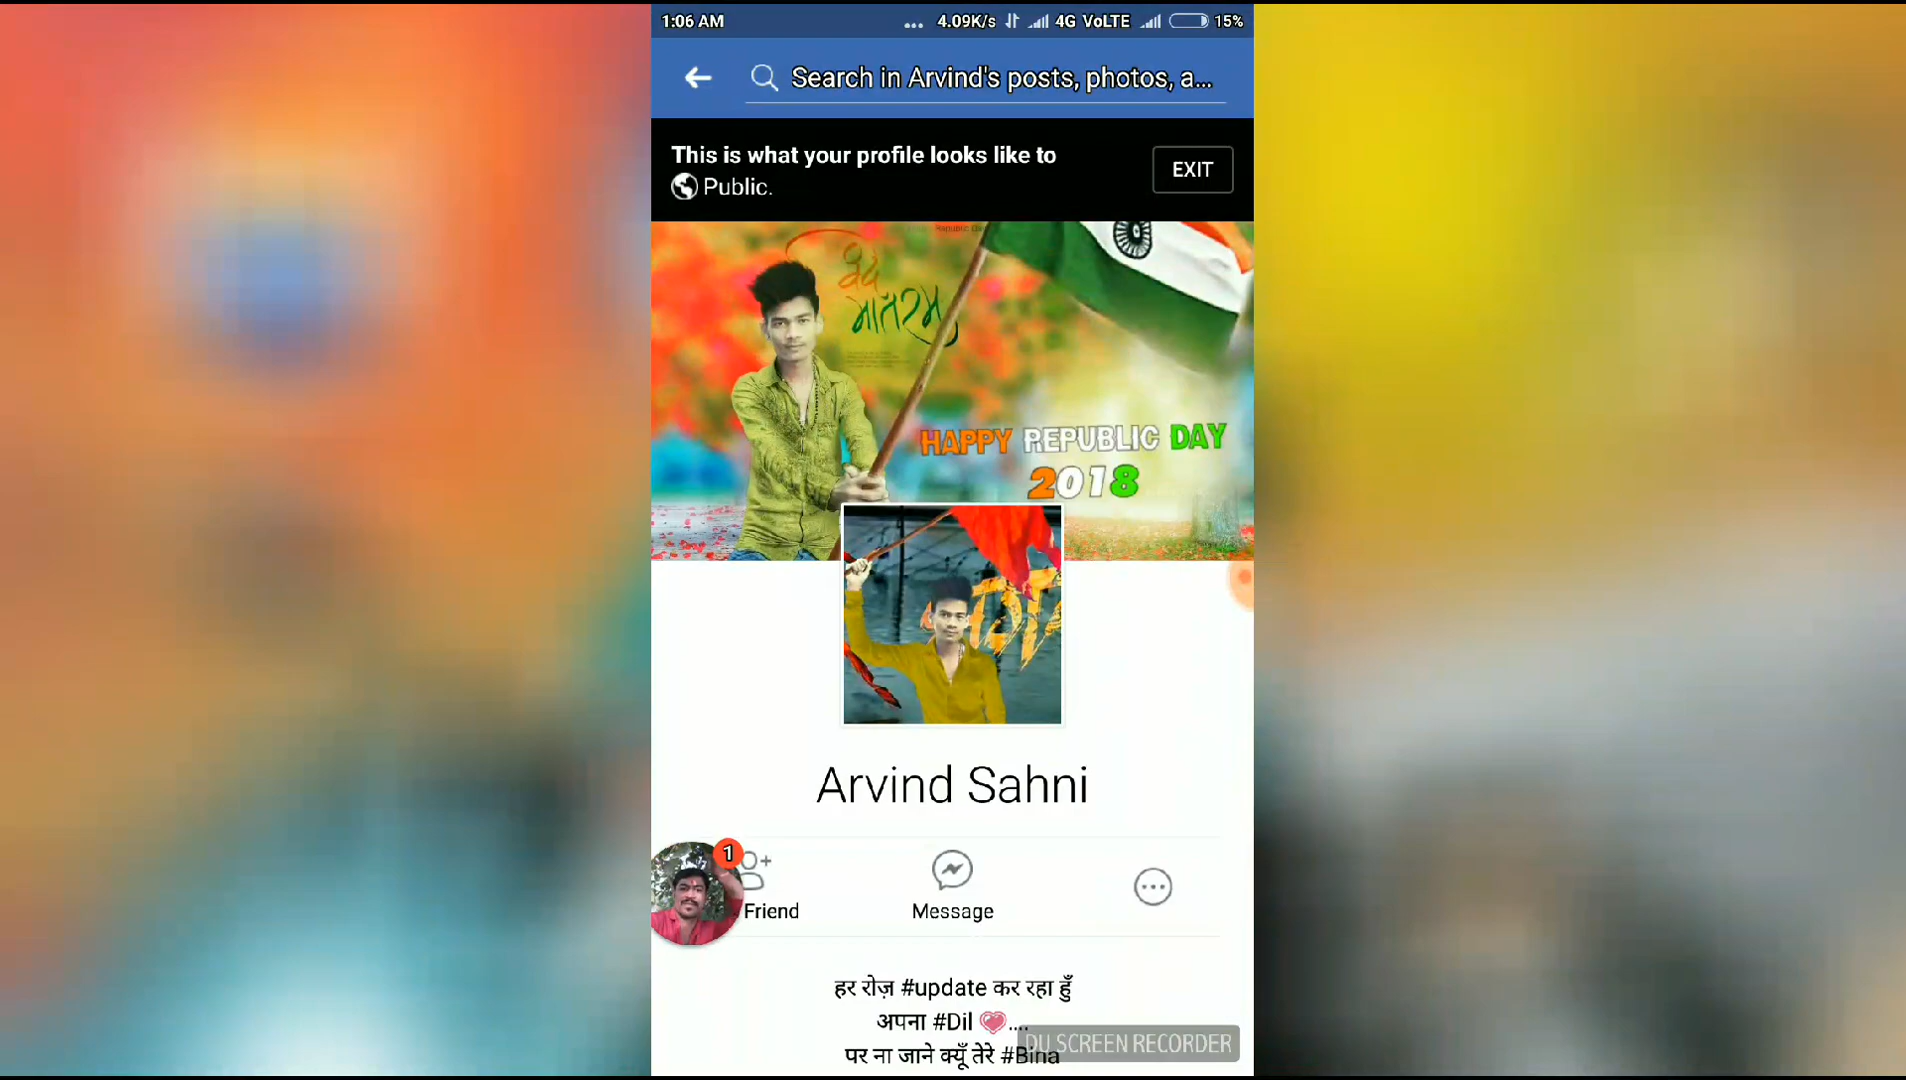 1:06 AM
... 4.09K/s 4G VoLTE 15%
Search in Arvind's posts, photos, a...
This is what your profile looks like to
Public.
EXIT
Republic Day
वंदे
मातरम
HAPPY REPUBLIC DAY
2018
Arvind Sahni
1
Friend
Message
हर रोज़ #update कर रहा हूँ
अपना #Dil 💗....
पर ना जाने क्यूँ तेरे #Bina
DU SCREEN RECORDER